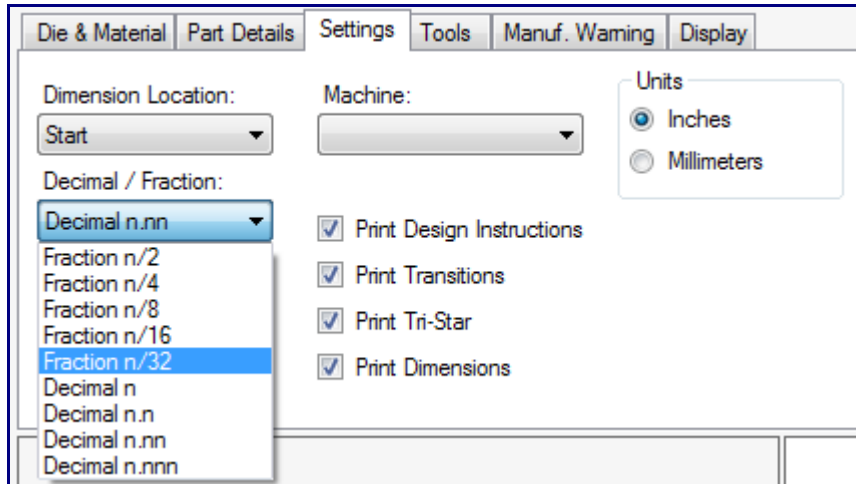 Die & Material Part Details Settings Tools Manuf. Warning Display
Dimension Location: Machine: Units
Start Inches
Millimeters
Decimal / Fraction:
Decimal n.nn Print Design Instructions
Fraction n/2
Fraction n/4 Print Transitions
Fraction n/8
Fraction n/16 Print Tri-Star
Fraction n/32 Print Dimensions
Decimal n
Decimal n.n
Decimal n.nn
Decimal n.nnn